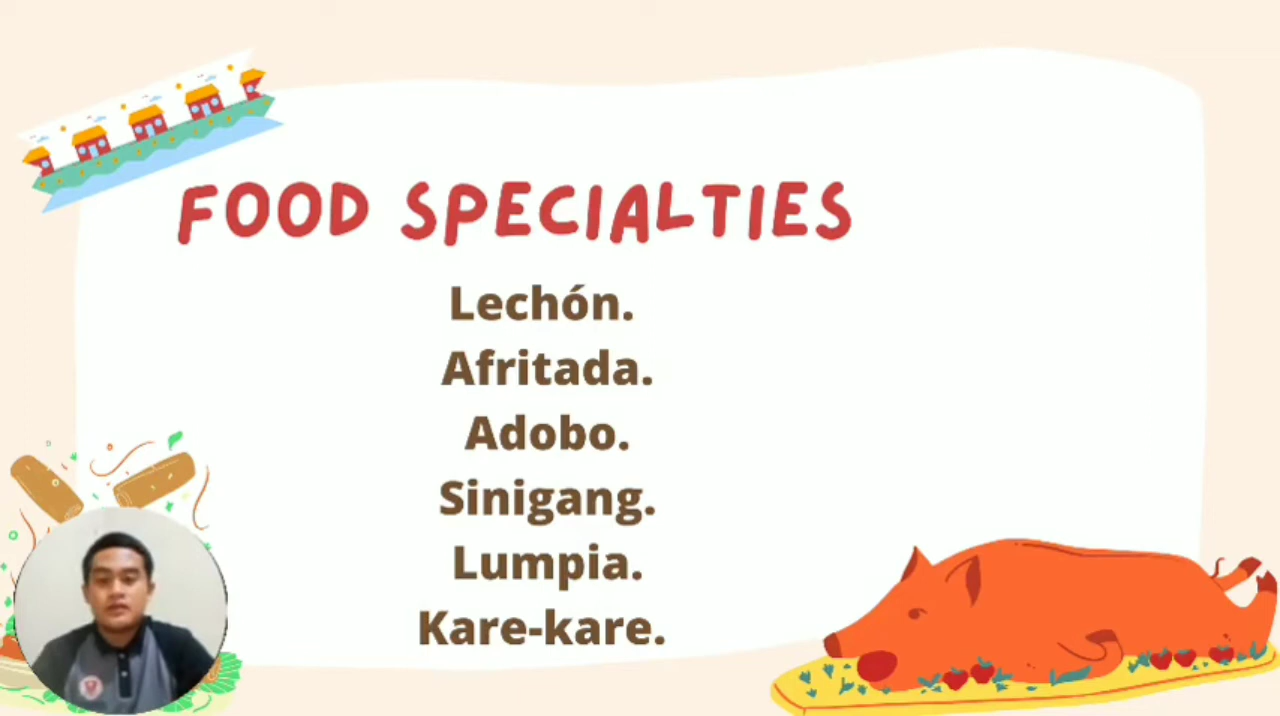 FOOD SPECIALTIES
Lechón.
Afritada.
Adobo.
Sinigang.
Lumpia.
Kare-kare.